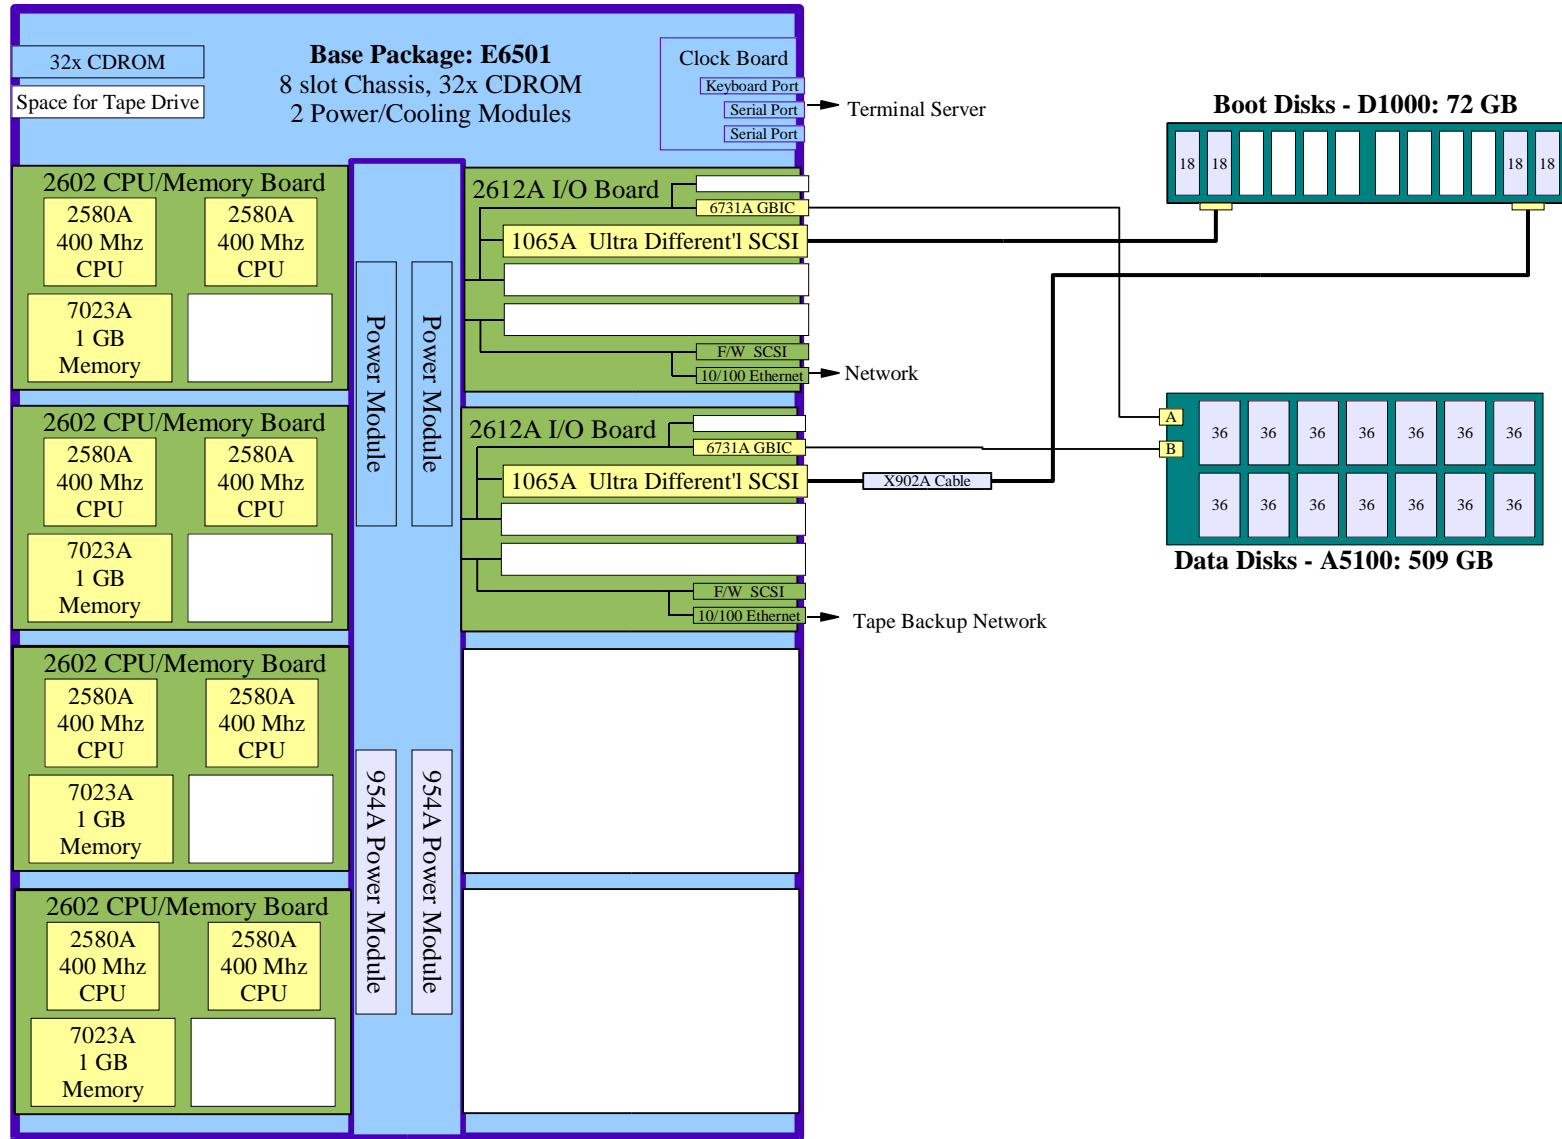 Base Package: E6501
8 slot Chassis, 32x CDROM
2 Power/Cooling Modules
32x CDROM
Space for Tape Drive
Clock Board
Keyboard Port
Serial Port
Serial Port
Terminal Server
Boot Disks - D1000: 72 GB
18
18
18
18
2602 CPU/Memory Board
2580A
400 Mhz
CPU
2580A
400 Mhz
CPU
7023A
1 GB
Memory
2602 CPU/Memory Board
2580A
400 Mhz
CPU
2580A
400 Mhz
CPU
7023A
1 GB
Memory
2602 CPU/Memory Board
2580A
400 Mhz
CPU
2580A
400 Mhz
CPU
7023A
1 GB
Memory
2602 CPU/Memory Board
2580A
400 Mhz
CPU
2580A
400 Mhz
CPU
7023A
1 GB
Memory
Power Module
Power Module
954A Power Module
954A Power Module
2612A I/O Board
6731A GBIC
1065A Ultra Different'l SCSI
F/W SCSI
10/100 Ethernet
Network
2612A I/O Board
6731A GBIC
1065A Ultra Different'l SCSI
X902A Cable
F/W SCSI
10/100 Ethernet
Tape Backup Network
A
B
36
36
36
36
36
36
36
36
36
36
36
36
36
36
Data Disks - A5100: 509 GB